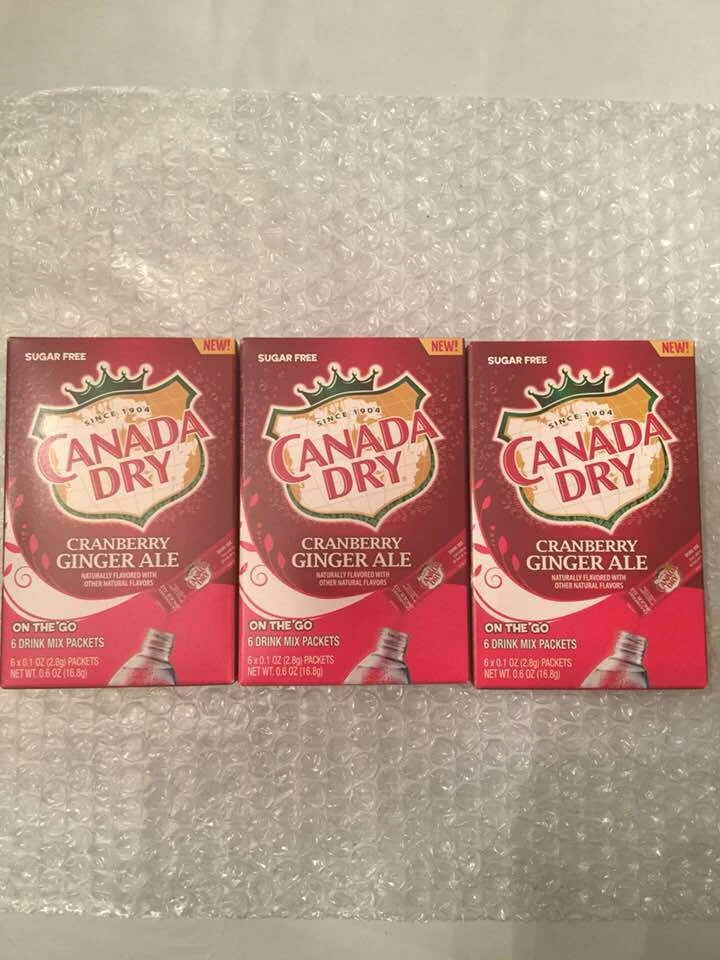 SUGAR FREE
NEW!
SINCE 1904
CANADA
DRY
CRANBERRY
GINGER ALE
NATURALLY FLAVORED WITH
OTHER NATURAL FLAVORS
ON THE GO
6 DRINK MIX PACKETS
6 x 0.1 OZ (2.8g) PACKETS
NET WT. 0.6 OZ (16.8g)
SUGAR FREE
NEW!
SINCE 1904
CANADA
DRY
CRANBERRY
GINGER ALE
NATURALLY FLAVORED WITH
OTHER NATURAL FLAVORS
ON THE GO
6 DRINK MIX PACKETS
6 x 0.1 OZ (2.8g) PACKETS
NET WT. 0.6 OZ (16.8g)
SUGAR FREE
NEW!
SINCE 1904
CANADA
DRY
CRANBERRY
GINGER ALE
NATURALLY FLAVORED WITH
OTHER NATURAL FLAVORS
ON THE GO
6 DRINK MIX PACKETS
6 x 0.1 OZ (2.8g) PACKETS
NET WT. 0.6 OZ (16.8g)